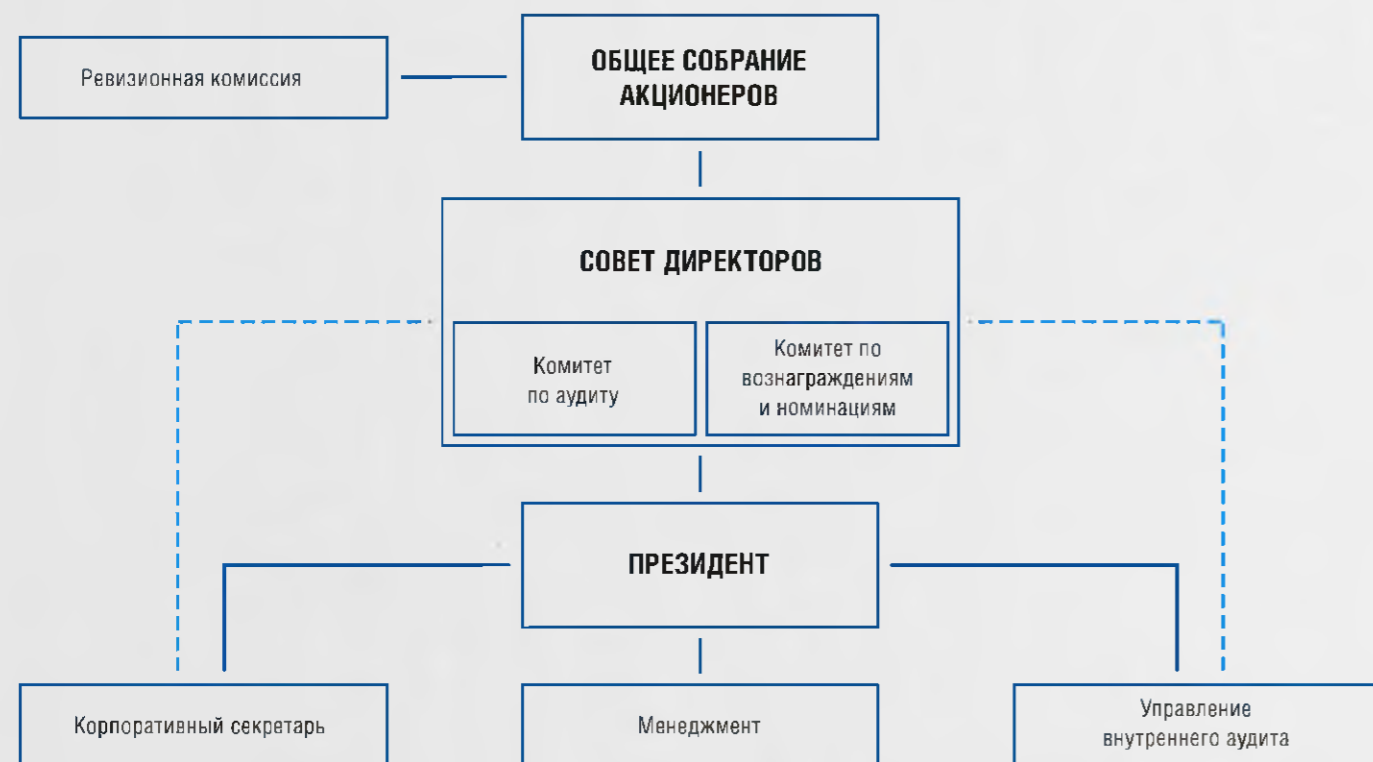 Ревизионная комиссия
ОБЩЕЕ СОБРАНИЕ
АКЦИОНЕРОВ
СОВЕТ ДИРЕКТОРОВ
Комитет
по аудиту
Комитет по
вознаграждениям
и номинациям
ПРЕЗИДЕНТ
Корпоративный секретарь
Менеджмент
Управление
внутреннего аудита